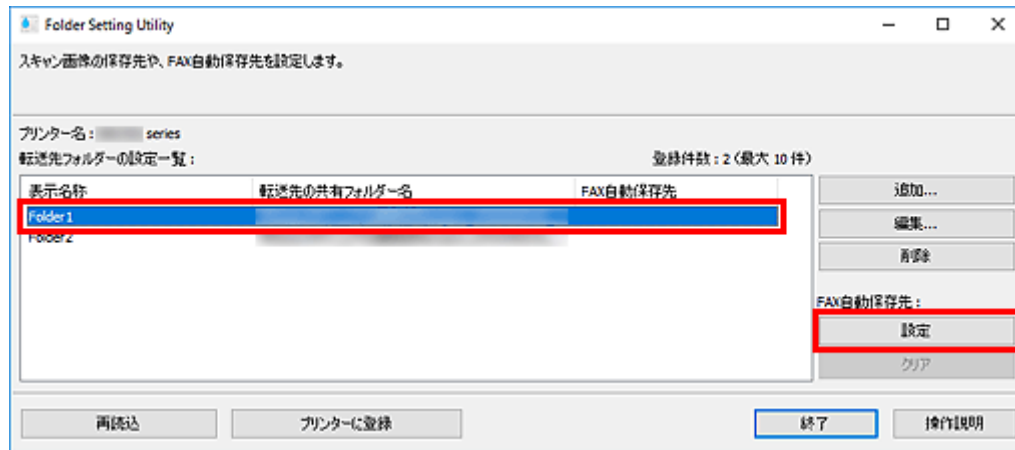 Folder Setting Utility
スキャン画像の保存先や、FAX自動保存先を設定します。
プリンター名： series
転送先フォルダーの設定一覧：
登録件数：2（最大 10 件）
表示名称 転送先の共有フォルダー名 FAX自動保存先
Folder1
Folder2
追加...
編集...
削除
FAX自動保存先：
設定
クリア
再読込 プリンターに登録 終了 操作説明